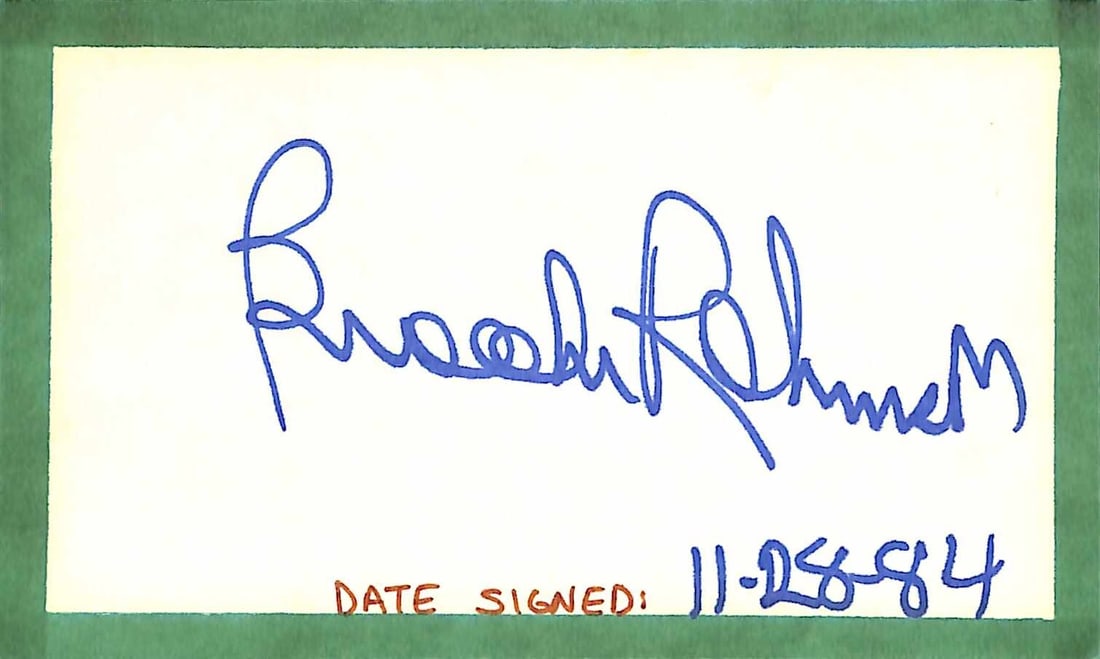 Brooks Robinson
DATE SIGNED: 11-28-84